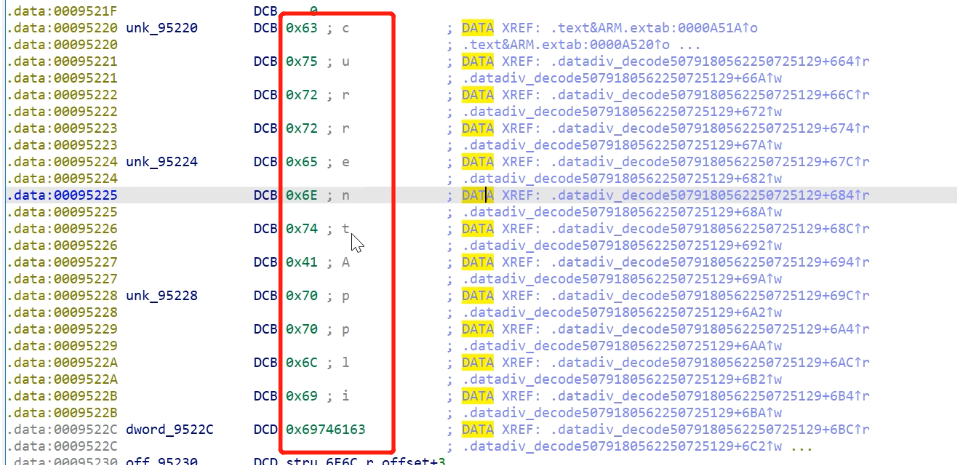 .data:0009521F DCB 0
.data:00095220 unk_95220 DCB 0x63 ; c ; DATA XREF: .text&ARM.extab:0000A51A↑o
.data:00095220 ; .text&ARM.extab:0000A520↑o ...
.data:00095221 DCB 0x75 ; u ; DATA XREF: .datadiv_decode5079180562250725129+664↑r
.data:00095221 ; .datadiv_decode5079180562250725129+66A↑w
.data:00095222 DCB 0x72 ; r ; DATA XREF: .datadiv_decode5079180562250725129+66C↑r
.data:00095222 ; .datadiv_decode5079180562250725129+672↑w
.data:00095223 DCB 0x72 ; r ; DATA XREF: .datadiv_decode5079180562250725129+674↑r
.data:00095223 ; .datadiv_decode5079180562250725129+67A↑w
.data:00095224 unk_95224 DCB 0x65 ; e ; DATA XREF: .datadiv_decode5079180562250725129+67C↑r
.data:00095224 ; .datadiv_decode5079180562250725129+682↑w
.data:00095225 DCB 0x6E ; n ; DATA XREF: .datadiv_decode5079180562250725129+684↑r
.data:00095225 ; .datadiv_decode5079180562250725129+68A↑w
.data:00095226 DCB 0x74 ; t ; DATA XREF: .datadiv_decode5079180562250725129+68C↑r
.data:00095226 ; .datadiv_decode5079180562250725129+692↑w
.data:00095227 DCB 0x41 ; A ; DATA XREF: .datadiv_decode5079180562250725129+694↑r
.data:00095227 ; .datadiv_decode5079180562250725129+69A↑w
.data:00095228 unk_95228 DCB 0x70 ; p ; DATA XREF: .datadiv_decode5079180562250725129+69C↑r
.data:00095228 ; .datadiv_decode5079180562250725129+6A2↑w
.data:00095229 DCB 0x70 ; p ; DATA XREF: .datadiv_decode5079180562250725129+6A4↑r
.data:00095229 ; .datadiv_decode5079180562250725129+6AA↑w
.data:0009522A DCB 0x6C ; l ; DATA XREF: .datadiv_decode5079180562250725129+6AC↑r
.data:0009522A ; .datadiv_decode5079180562250725129+6B2↑w
.data:0009522B DCB 0x69 ; i ; DATA XREF: .datadiv_decode5079180562250725129+6B4↑r
.data:0009522B ; .datadiv_decode5079180562250725129+6BA↑w
.data:0009522C dword_9522C DCD 0x69746163 ; DATA XREF: .datadiv_decode5079180562250725129+6BC↑r
.data:0009522C ; .datadiv_decode5079180562250725129+6C2↑w ...
.data:00095230 off_95230 DCD stru_6E6C.r_offset+3